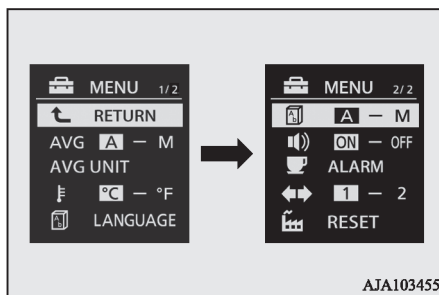 MENU 1/2
RETURN
AVG A – M
AVG UNIT
°C – °F
LANGUAGE
MENU 2/2
A – M
ON – OFF
ALARM
1 – 2
RESET
AJA103455